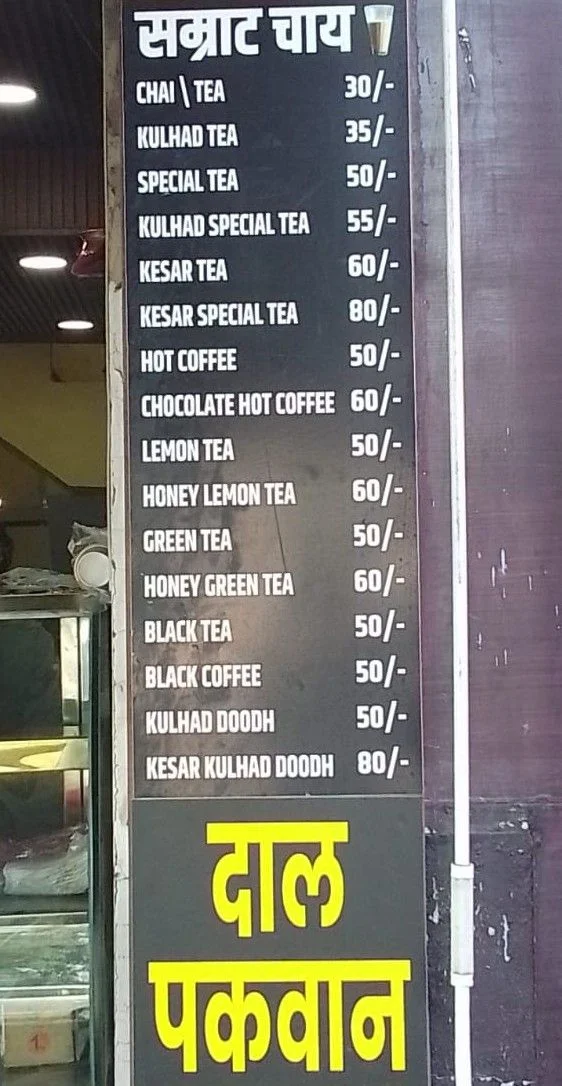 सम्राट चाय
CHAI \ TEA 30/-
KULHAD TEA 35/-
SPECIAL TEA 50/-
KULHAD SPECIAL TEA 55/-
KESAR TEA 60/-
KESAR SPECIAL TEA 80/-
HOT COFFEE 50/-
CHOCOLATE HOT COFFEE 60/-
LEMON TEA 50/-
HONEY LEMON TEA 60/-
GREEN TEA 50/-
HONEY GREEN TEA 60/-
BLACK TEA 50/-
BLACK COFFEE 50/-
KULHAD DOODH 50/-
KESAR KULHAD DOODH 80/-
दाल
पकवान